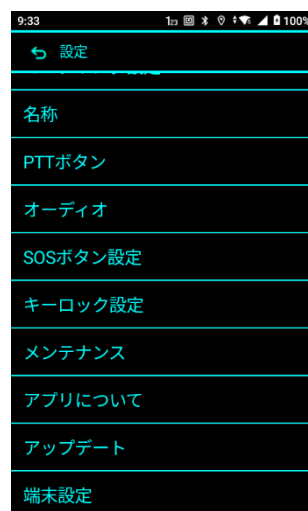 9:33
100%
設定
名称
PTTボタン
オーディオ
SOSボタン設定
キーロック設定
メンテナンス
アプリについて
アップデート
端末設定